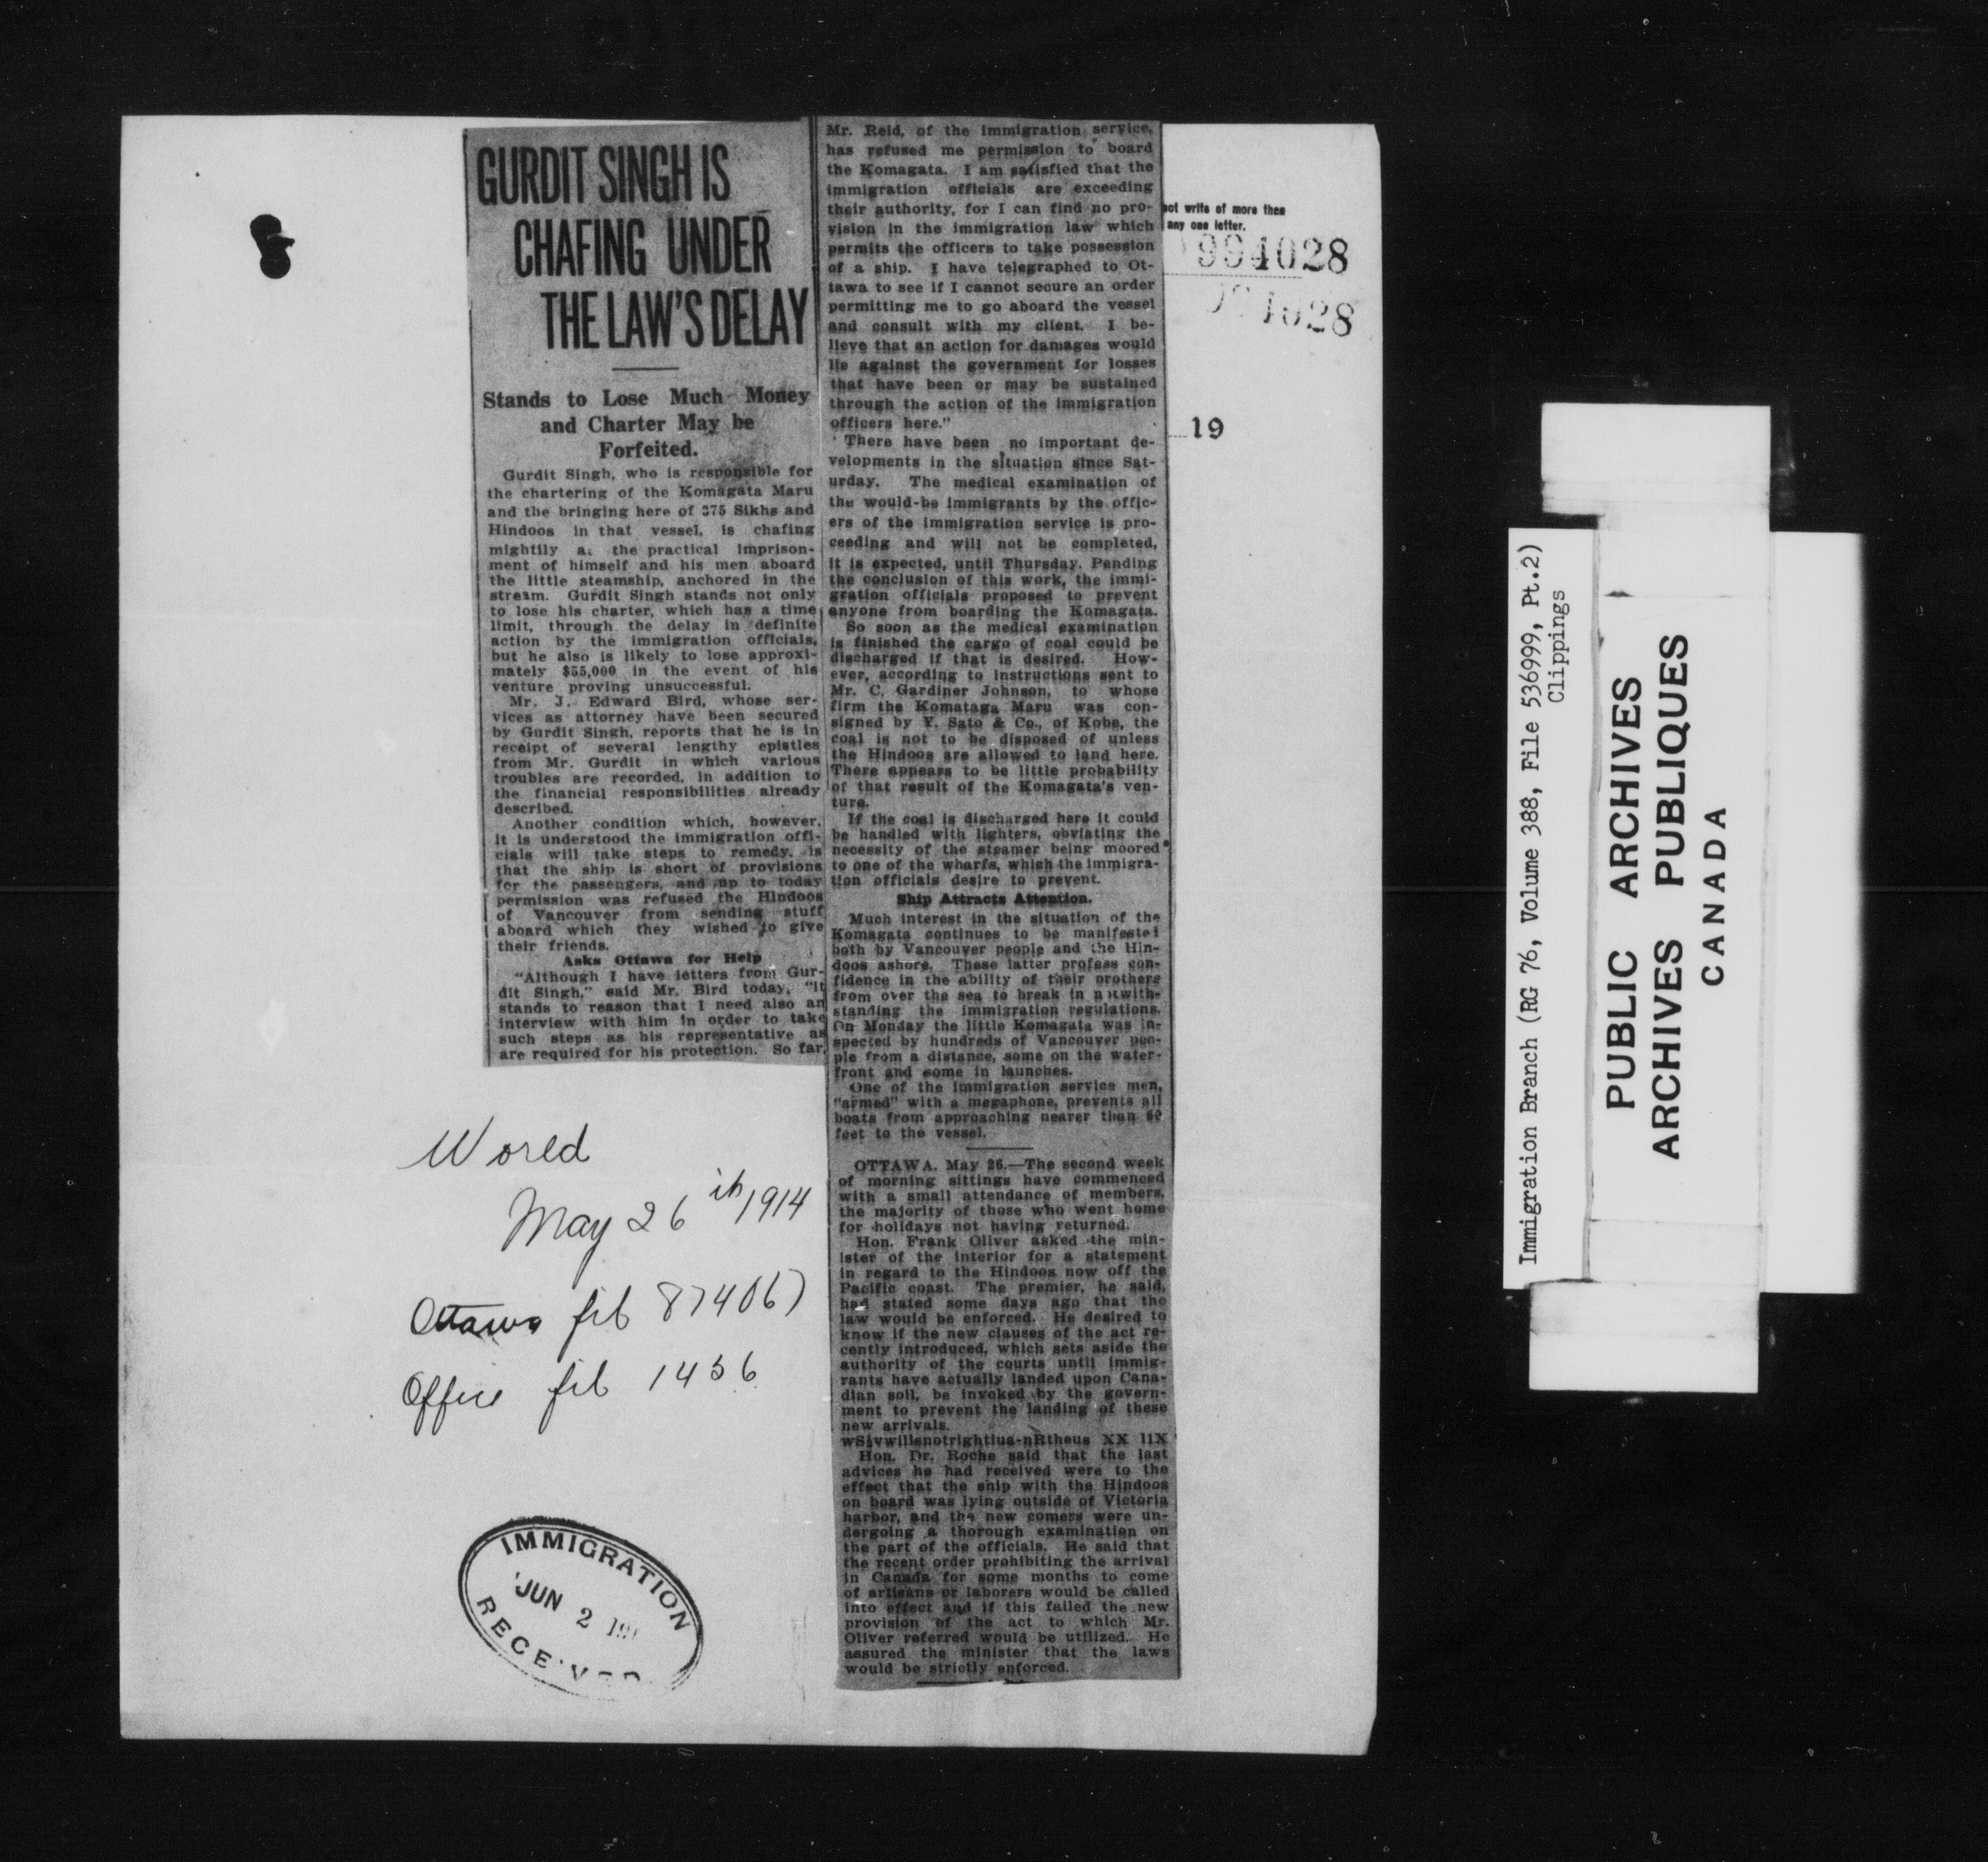 GURDIT SINGH IS
CHAFING UNDER
THE LAW'S DELAY
Stands to Lose Much Money
and Charter May be
Forfeited.
Gurdit Singh, who is responsible for
the chartering of the Komagata Maru
and the bringing here of 375 Sikhs and
Hindoos in that vessel, is chafing
mightily at the practical imprison-
ment of himself and his men aboard
the little steamship, anchored in the
stream. Gurdit Singh stands not only
to lose his charter, which has a time
limit, through the delay in definite
action by the immigration officials,
but he also is likely to lose approxi-
mately $55,000 in the event of his
venture proving unsuccessful.
Mr. J. Edward Bird, whose ser-
vices as attorney have been secured
by Gurdit Singh, reports that he is in
receipt of several lengthy epistles
from Mr. Gurdit in which various
troubles are recorded, in addition to
the financial responsibilities already
described.
Another condition which, however,
it is understood the immigration offi-
cials will take steps to remedy, is
that the ship is short of provisions
for the passengers, and up to today
permission was refused the Hindoos
of Vancouver from sending stuff
aboard which they wished to give
their friends.
Asks Ottawa for Help
"Although I have letters from Gur-
dit Singh," said Mr. Bird today, "it
stands to reason that I need also an
interview with him in order to take
such steps as his representative as
are required for his protection. So far,
Mr. Reid, of the immigration service,
has refused me permission to board
the Komagata. I am satisfied that the
immigration officials are exceeding
their authority, for I can find no pro-
vision in the immigration law which
permits the officers to take possession
of a ship. I have telegraphed to Ot-
tawa to see if I cannot secure an order
permitting me to go aboard the vessel
and consult with my client. I be-
lieve that an action for damages would
lie against the government for losses
that have been or may be sustained
through the action of the immigration
officers here."
There have been no important de-
velopments in the situation since Sat-
urday. The medical examination of
the would-be immigrants by the offic-
ers of the immigration service is pro-
ceeding and will not be completed,
it is expected, until Thursday. Pending
the conclusion of this work, the immi-
gration officials proposed to prevent
anyone from boarding the Komagata.
So soon as the medical examination
is finished the cargo of coal could be
discharged if that is desired. How-
ever, according to instructions sent to
Mr. C. Gardiner Johnson, to whose
firm the Komataga Maru was con-
signed by Y. Sato & Co., of Kobe, the
coal is not to be disposed of unless
the Hindoos are allowed to land here.
There appears to be little probability
of that result of the Komagata's ven-
ture.
If the coal is discharged here it could
be handled with lighters, obviating the
necessity of the steamer being moored
to one of the wharfs, which the immigra-
tion officials desire to prevent.
Ship Attracts Attention.
Much interest in the situation of the
Komagata continues to be manifested
both by Vancouver people and the Hin-
doos ashore. These latter profess con-
fidence in the ability of their brothers
from over the sea to break in notwith-
standing the immigration regulations.
On Monday the little Komagata was in-
spected by hundreds of Vancouver peo-
ple from a distance, some on the water-
front and some in launches.
One of the immigration service men,
"armed" with a megaphone, prevents all
boats from approaching nearer than
feet to the vessel.
OTTAWA, May 26.—The second week
of morning sittings have commenced
with a small attendance of members,
the majority of those who went home
for holidays not having returned.
Hon. Frank Oliver asked the min-
ister of the interior for a statement
in regard to the Hindoos now off the
Pacific coast. The premier, he said,
had stated some days ago that the
law would be enforced. He desired to
know if the new clauses of the act re-
cently introduced, which sets aside the
authority of the courts until immig-
rants have actually landed upon Cana-
dian soil, be invoked by the govern-
ment to prevent the landing of these
new arrivals.
XX 11X
Hon. Dr. Roche said that the last
advices he had received were to the
effect that the ship with the Hindoos
on board was lying outside of Victoria
harbor, and the new comers were un-
dergoing a thorough examination on
the part of the officials. He said that
the recent order prohibiting the arrival
in Canada for some months to come
of artisans or laborers would be called
into effect and if this failed the new
provision of the act to which Mr.
Oliver referred would be utilized. He
assured the minister that the laws
would be strictly enforced.
not write of more than
any one letter.
994028
19
World
May 26th 1914
Ottawa file 874067
Office file 1456
IMMIGRATION
JUN 2 19
RECEIVED
Immigration Branch (RG 76, Volume 388, File 536999, Pt.2)
Clippings
PUBLIC ARCHIVES
ARCHIVES PUBLIQUES
CANADA